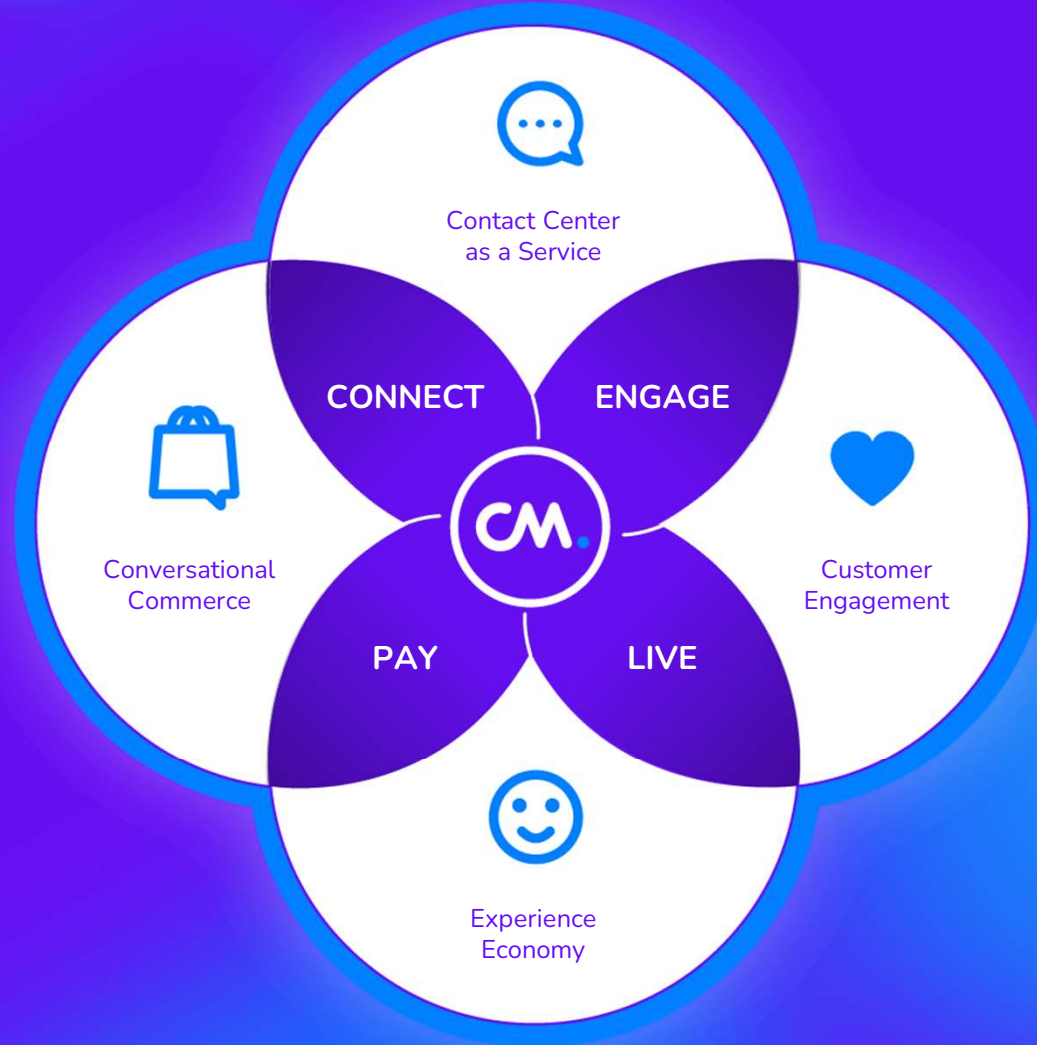 Contact Center
as a Service
CONNECT
ENGAGE
CM.
Conversational
Commerce
Customer
Engagement
PAY
LIVE
Experience
Economy